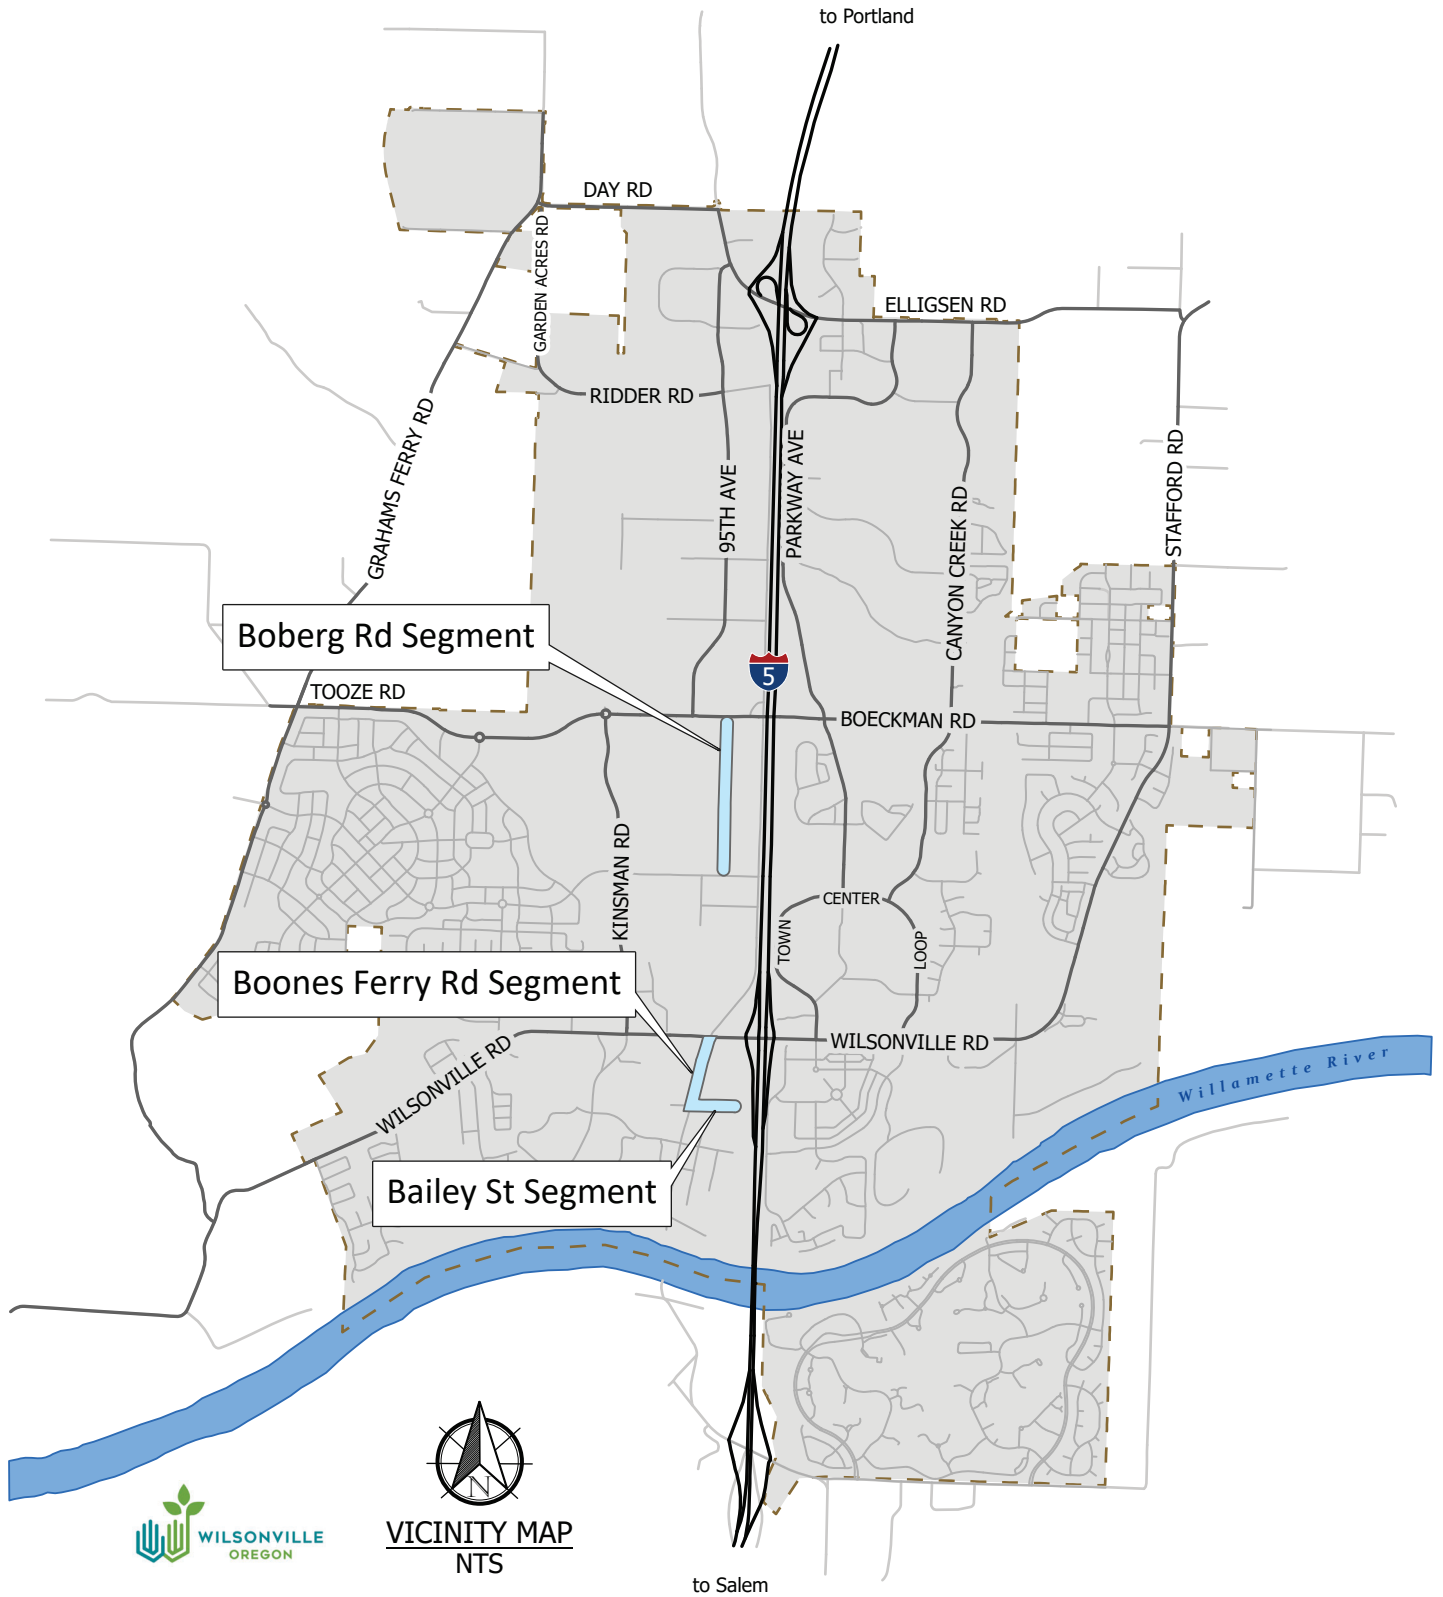 to Portland
DAY RD
GARDEN ACRES RD
ELLIGSEN RD
RIDDER RD
GRAHAMS FERRY RD
95TH AVE
PARKWAY AVE
CANYON CREEK RD
STAFFORD RD
Boberg Rd Segment
5
TOOZE RD
BOECKMAN RD
KINSMAN RD
CENTER
TOWN
LOOP
Boones Ferry Rd Segment
WILSONVILLE RD
WILSONVILLE RD
Willamette River
Bailey St Segment
N
WILSONVILLE
OREGON
VICINITY MAP
NTS
to Salem